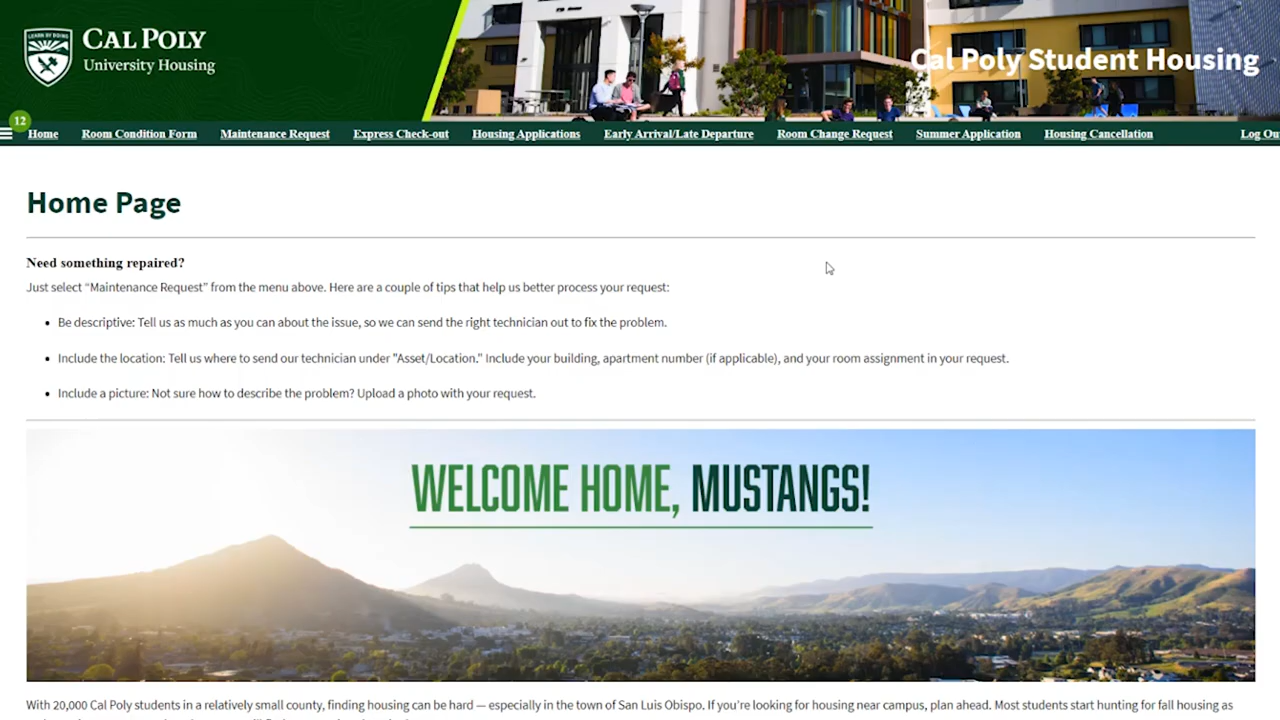 LEARN BY DOING
CAL POLY
University Housing
Cal Poly Student Housing
12
Home Room Condition Form Maintenance Request Express Check-out Housing Applications Early Arrival/Late Departure Room Change Request Summer Application Housing Cancellation Log Ou
Home Page
Need something repaired?
Just select “Maintenance Request” from the menu above. Here are a couple of tips that help us better process your request:
• Be descriptive: Tell us as much as you can about the issue, so we can send the right technician out to fix the problem.
• Include the location: Tell us where to send our technician under "Asset/Location." Include your building, apartment number (if applicable), and your room assignment in your request.
• Include a picture: Not sure how to describe the problem? Upload a photo with your request.
WELCOME HOME, MUSTANGS!
With 20,000 Cal Poly students in a relatively small county, finding housing can be hard — especially in the town of San Luis Obispo. If you're looking for housing near campus, plan ahead. Most students start hunting for fall housing as